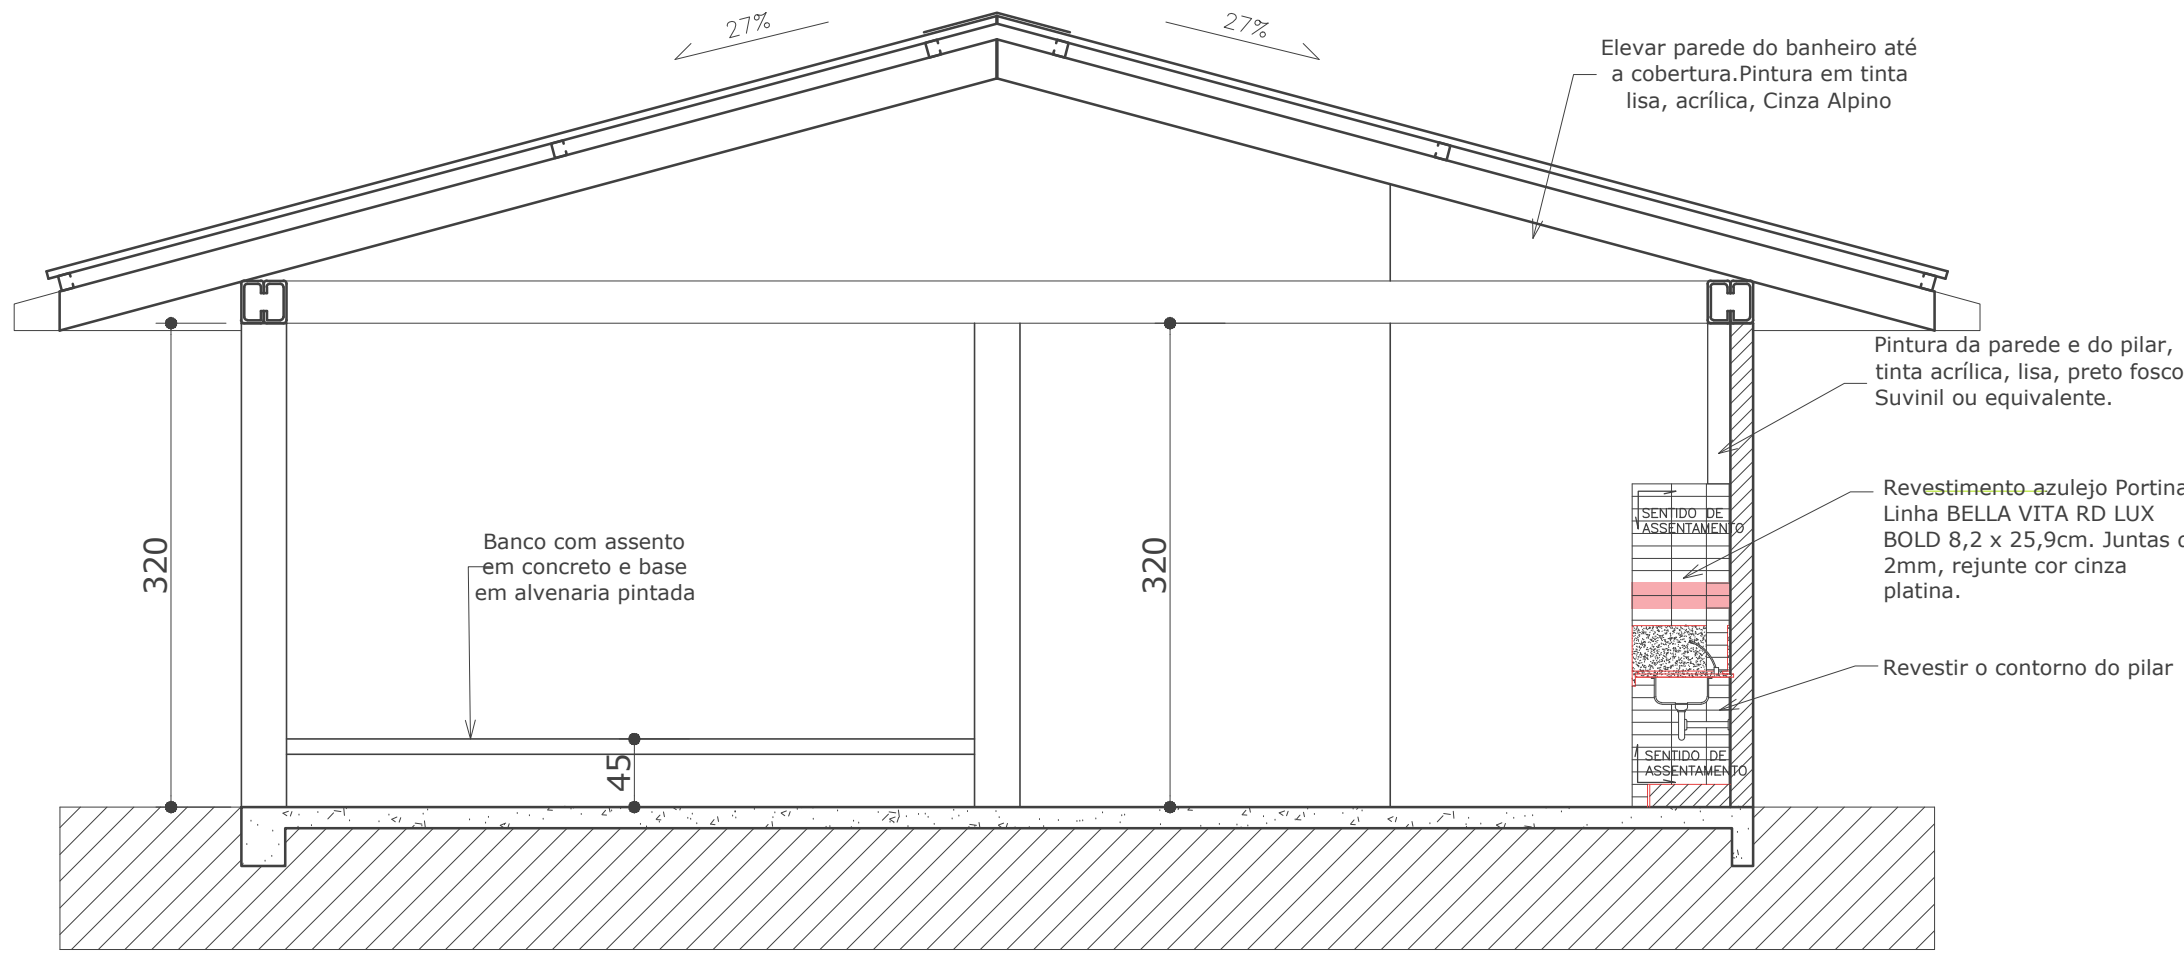 27%
27%
Elevar parede do banheiro até
a cobertura.Pintura em tinta
lisa, acrílica, Cinza Alpino
Pintura da parede e do pilar,
tinta acrílica, lisa, preto fosco
Suvinil ou equivalente.
Revestimento azulejo Portina
Linha BELLA VITA RD LUX
BOLD 8,2 x 25,9cm. Juntas
2mm, rejunte cor cinza
platina.
SENTIDO DE
ASSENTAMENTO
320
Banco com assento
em concreto e base
em alvenaria pintada
320
Revestir o contorno do pilar
45
SENTIDO DE
ASSENTAMENTO